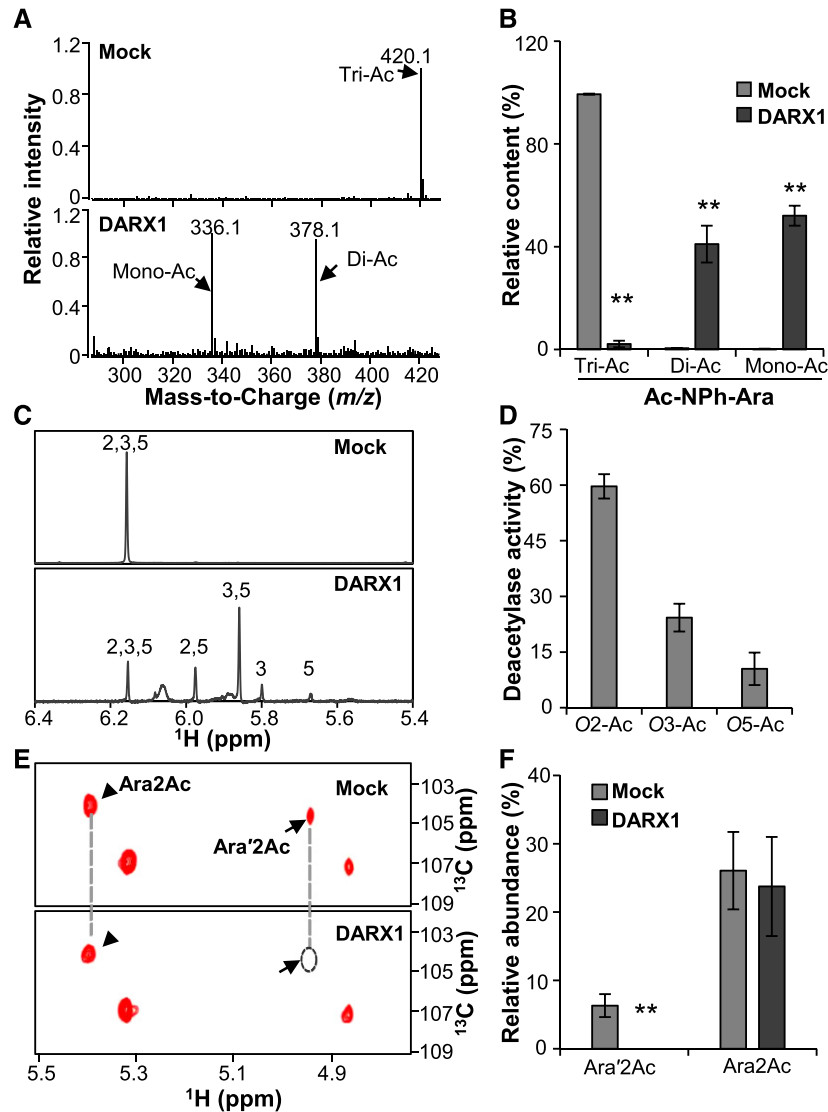 A
Relative intensity
1.2
0.8
0.4
0
Mock
420.1
Tri-Ac
1.2
0.8
0.4
0
DARX1
336.1
378.1
Mono-Ac
Di-Ac
300 320 340 360 380 400 420
Mass-to-Charge (m/z)
B
Relative content (%)
120
80
40
0
Mock
DARX1
**
**
**
Tri-Ac Di-Ac Mono-Ac
Ac-NPh-Ara
C
2,3,5
Mock
DARX1
3,5
2,3,5
2,5
3
5
6.4 6.2 6.0 5.8 5.6 5.4
1H (ppm)
D
Deacetylase activity (%)
75
60
45
30
15
0
O2-Ac O3-Ac O5-Ac
E
Ara2Ac
Mock
Ara′2Ac
103
105
107
109
13C (ppm)
DARX1
103
105
107
109
13C (ppm)
5.5 5.3 5.1 4.9
1H (ppm)
F
Relative abundance (%)
40
30
20
10
0
Mock
DARX1
**
Ara′2Ac Ara2Ac